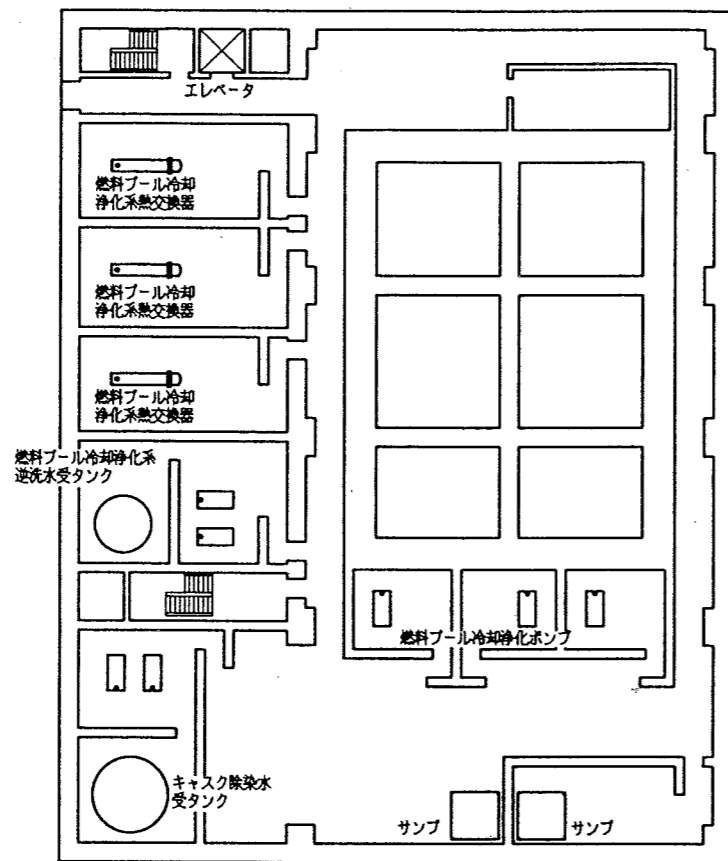 エレベータ
燃料プール冷却
浄化系熱交換器
燃料プール冷却
浄化系熱交換器
燃料プール冷却
浄化系熱交換器
燃料プール冷却浄化系
逆洗水受タンク
燃料プール冷却浄化ポンプ
キャスク除染水
受タンク
サンプ
サンプ